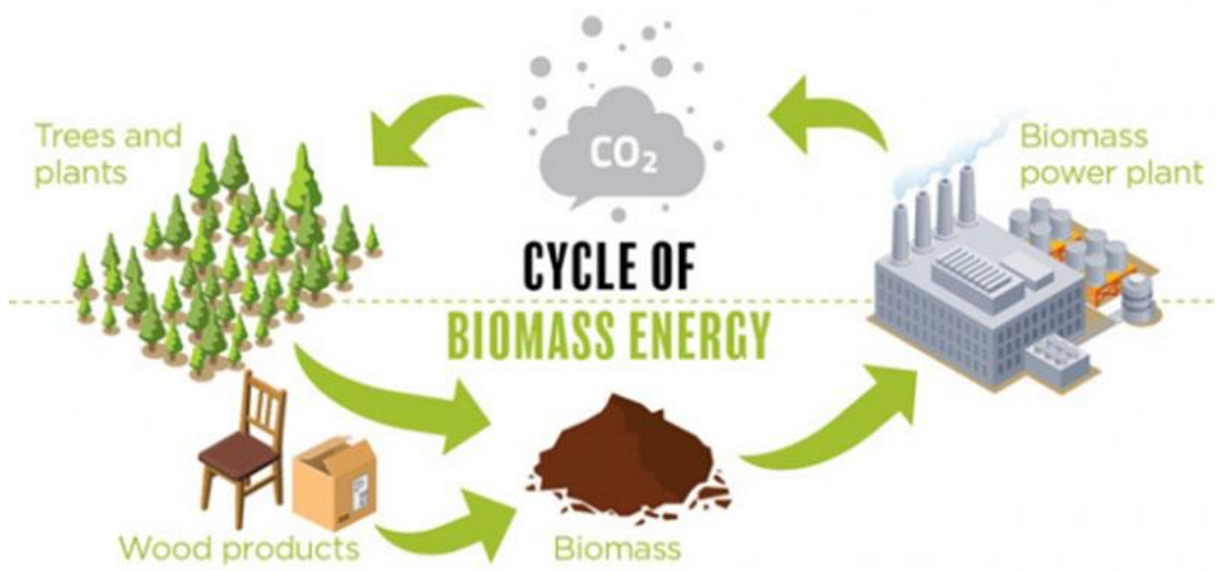 CO₂
Trees and
plants
Biomass
power plant
CYCLE OF
BIOMASS ENERGY
Wood products
Biomass